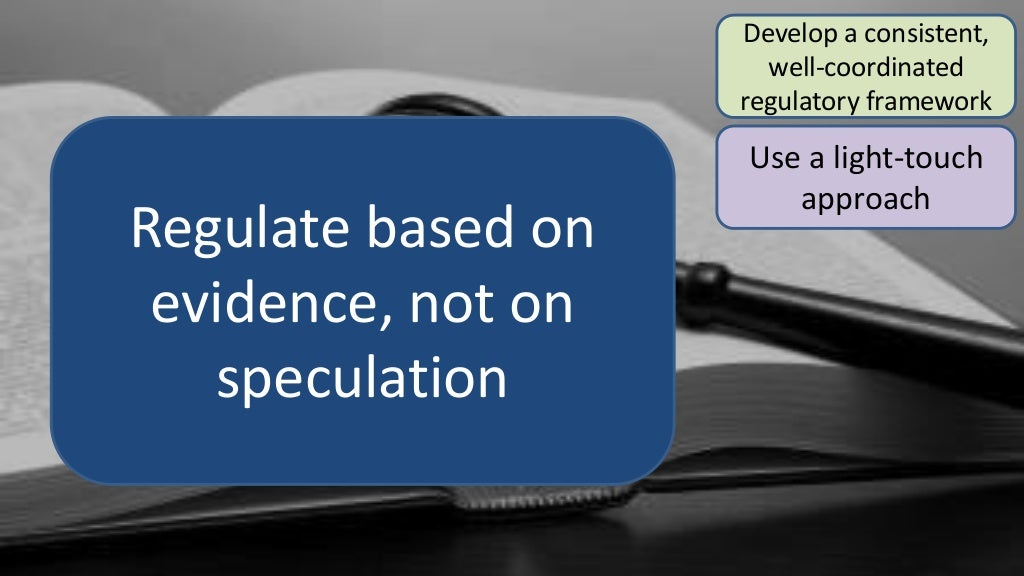 Develop a consistent,
well-coordinated
regulatory framework
Use a light-touch
approach
Regulate based on
evidence, not on
speculation